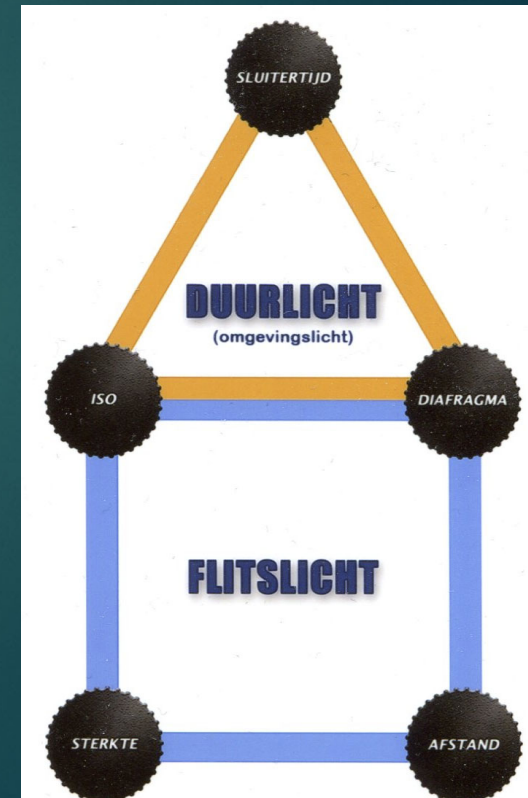 SLUITERTIJD
DUURLICHT
(omgevingslicht)
ISO
DIAFRAGMA
FLITSLICHT
STERKTE
AFSTAND